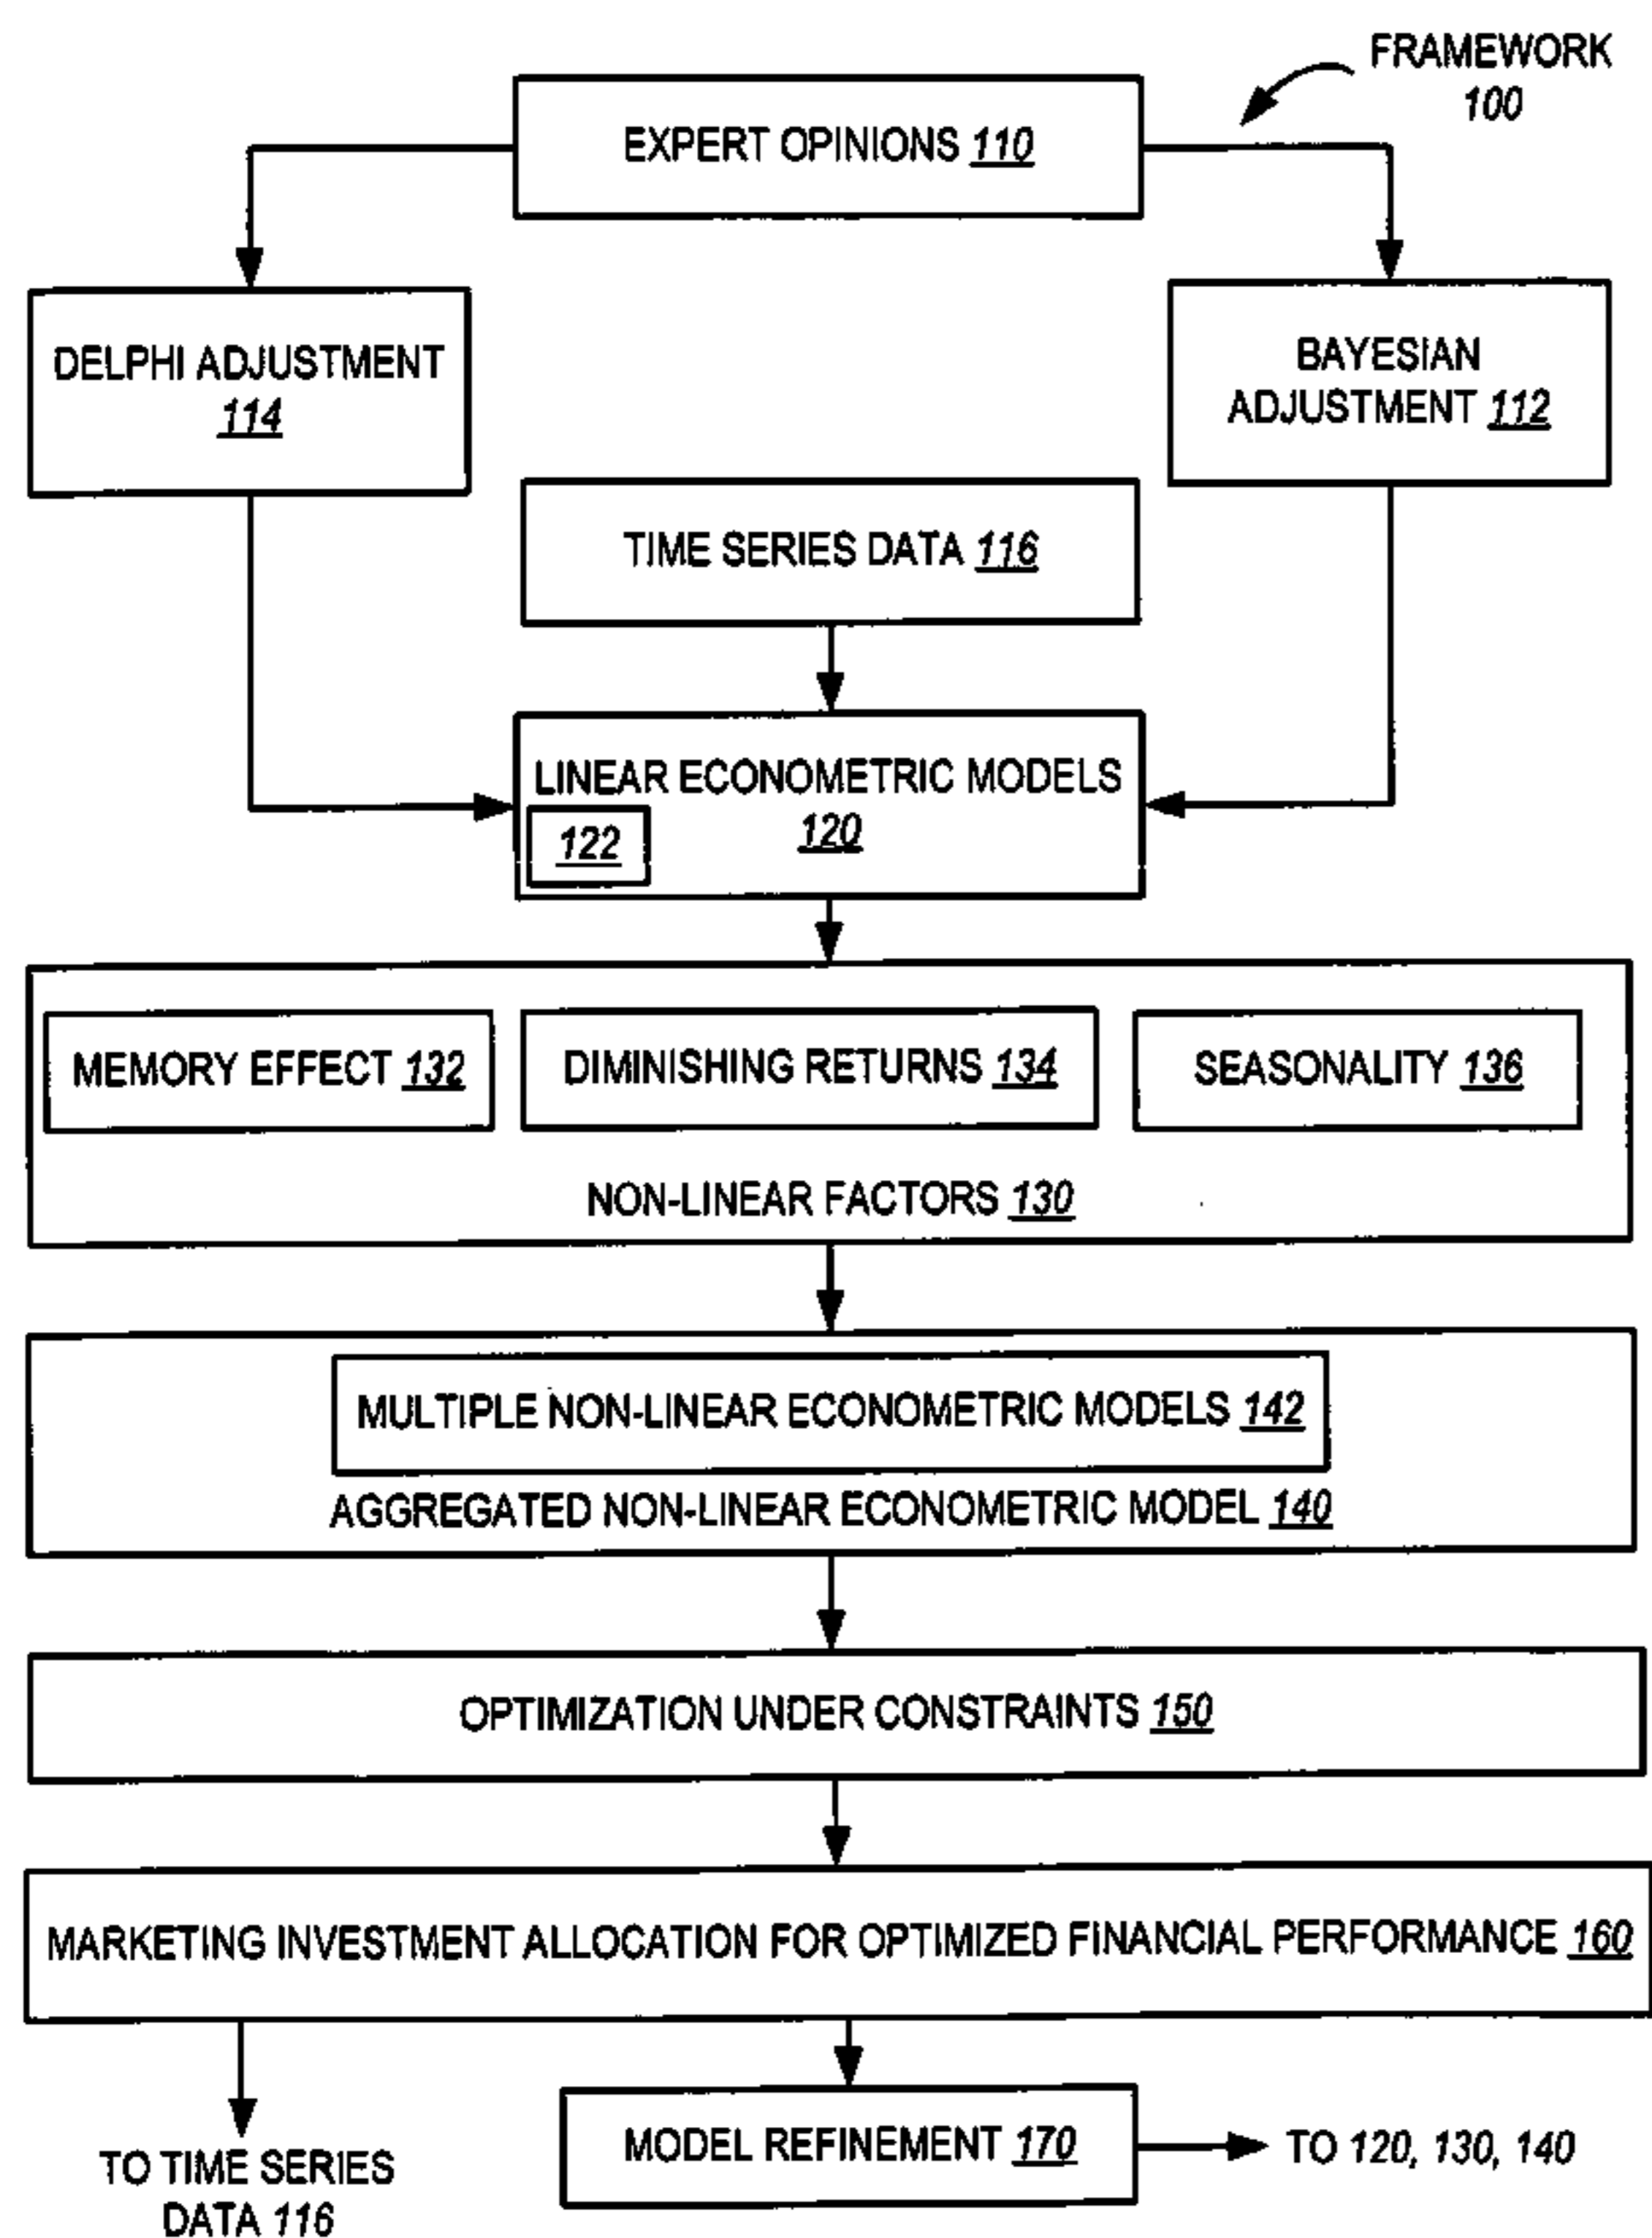 FRAMEWORK
100
EXPERT OPINIONS 110
DELPHI ADJUSTMENT
114
BAYESIAN
ADJUSTMENT 112
TIME SERIES DATA 116
LINEAR ECONOMETRIC MODELS
120
122
MEMORY EFFECT 132
DIMINISHING RETURNS 134
SEASONALITY 136
NON-LINEAR FACTORS 130
MULTIPLE NON-LINEAR ECONOMETRIC MODELS 142
AGGREGATED NON-LINEAR ECONOMETRIC MODEL 140
OPTIMIZATION UNDER CONSTRAINTS 150
MARKETING INVESTMENT ALLOCATION FOR OPTIMIZED FINANCIAL PERFORMANCE 160
TO TIME SERIES
DATA 116
MODEL REFINEMENT 170
TO 120, 130, 140